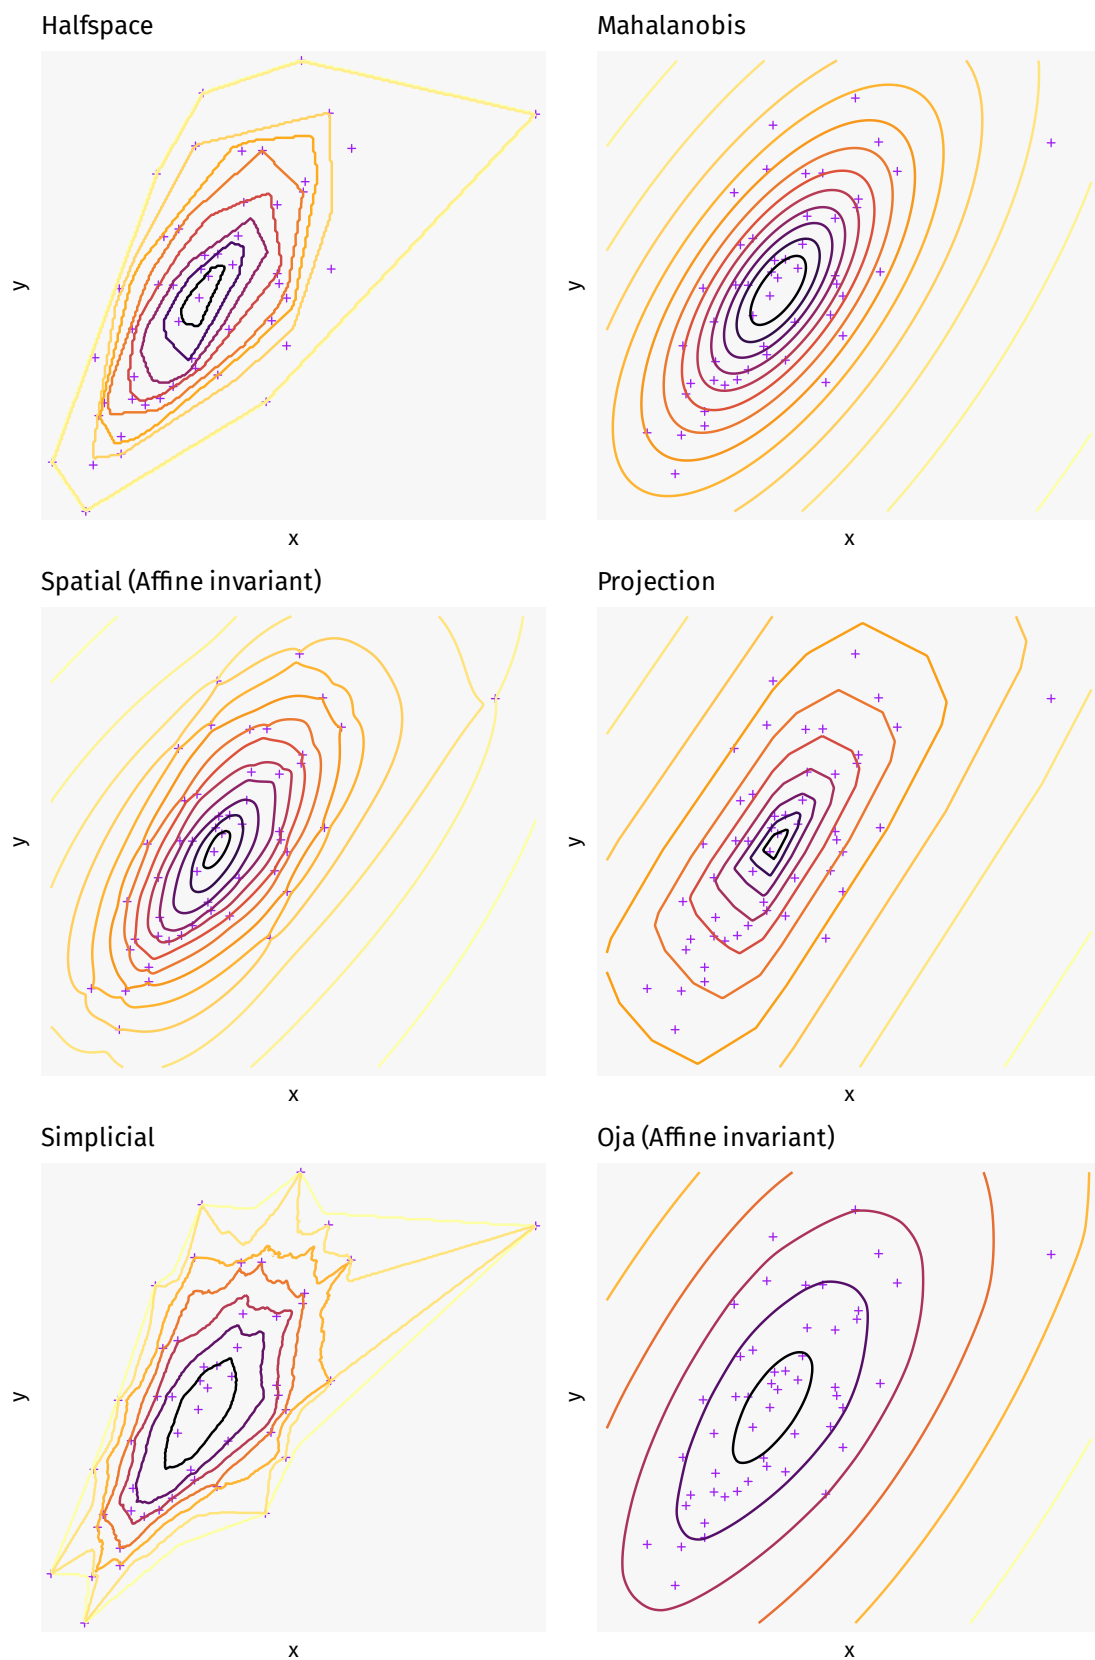 Halfspace
Mahalanobis
y
y
x
x
Spatial (Affine invariant)
Projection
y
y
x
x
Simplicial
Oja (Affine invariant)
y
y
x
x